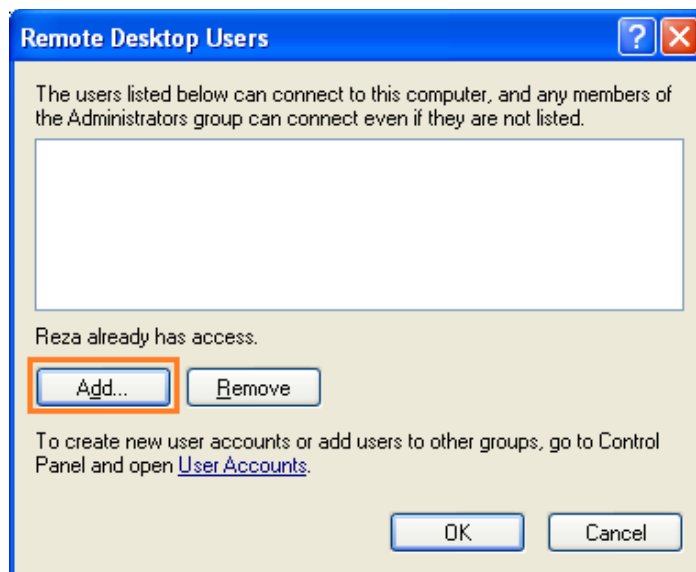 Remote Desktop Users
The users listed below can connect to this computer, and any members of
the Administrators group can connect even if they are not listed.
Reza already has access.
Add...
Remove
To create new user accounts or add users to other groups, go to Control
Panel and open User Accounts.
OK
Cancel